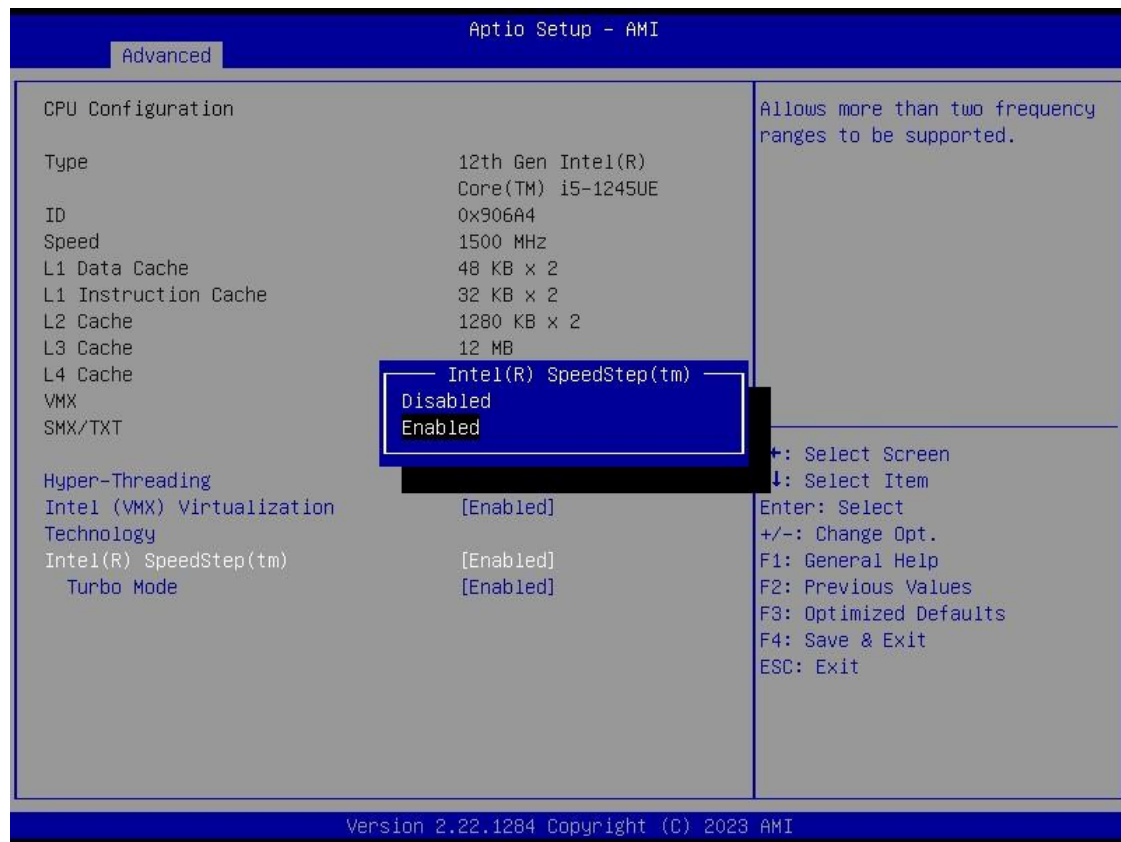 Aptio Setup - AMI
Advanced
CPU Configuration
Type 12th Gen Intel(R)
Core(TM) i5-1245UE
ID 0x906A4
Speed 1500 MHz
L1 Data Cache 48 KB x 2
L1 Instruction Cache 32 KB x 2
L2 Cache 1280 KB x 2
L3 Cache 12 MB
L4 Cache
VMX
SMX/TXT
Intel(R) SpeedStep(tm)
Disabled
Enabled
Hyper-Threading
Intel (VMX) Virtualization [Enabled]
Technology
Intel(R) SpeedStep(tm) [Enabled]
Turbo Mode [Enabled]
Allows more than two frequency
ranges to be supported.
: Select Screen
: Select Item
Enter: Select
+/-: Change Opt.
F1: General Help
F2: Previous Values
F3: Optimized Defaults
F4: Save & Exit
ESC: Exit
Version 2.22.1284 Copyright (C) 2023 AMI